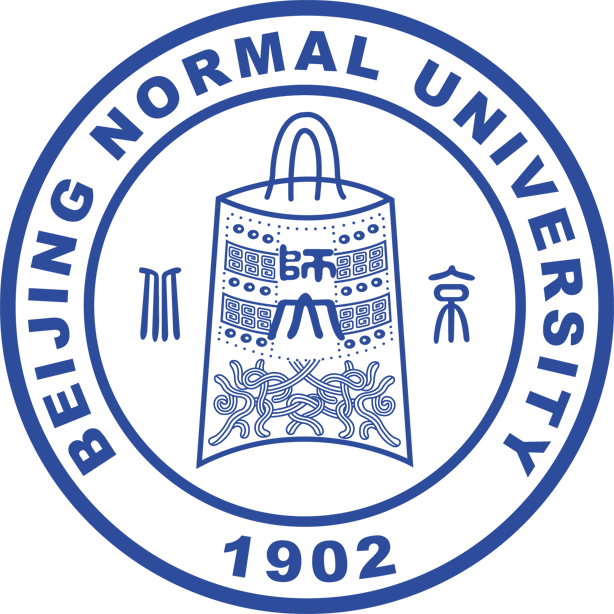 BEIJING NORMAL UNIVERSITY
北 京
師
大
1902